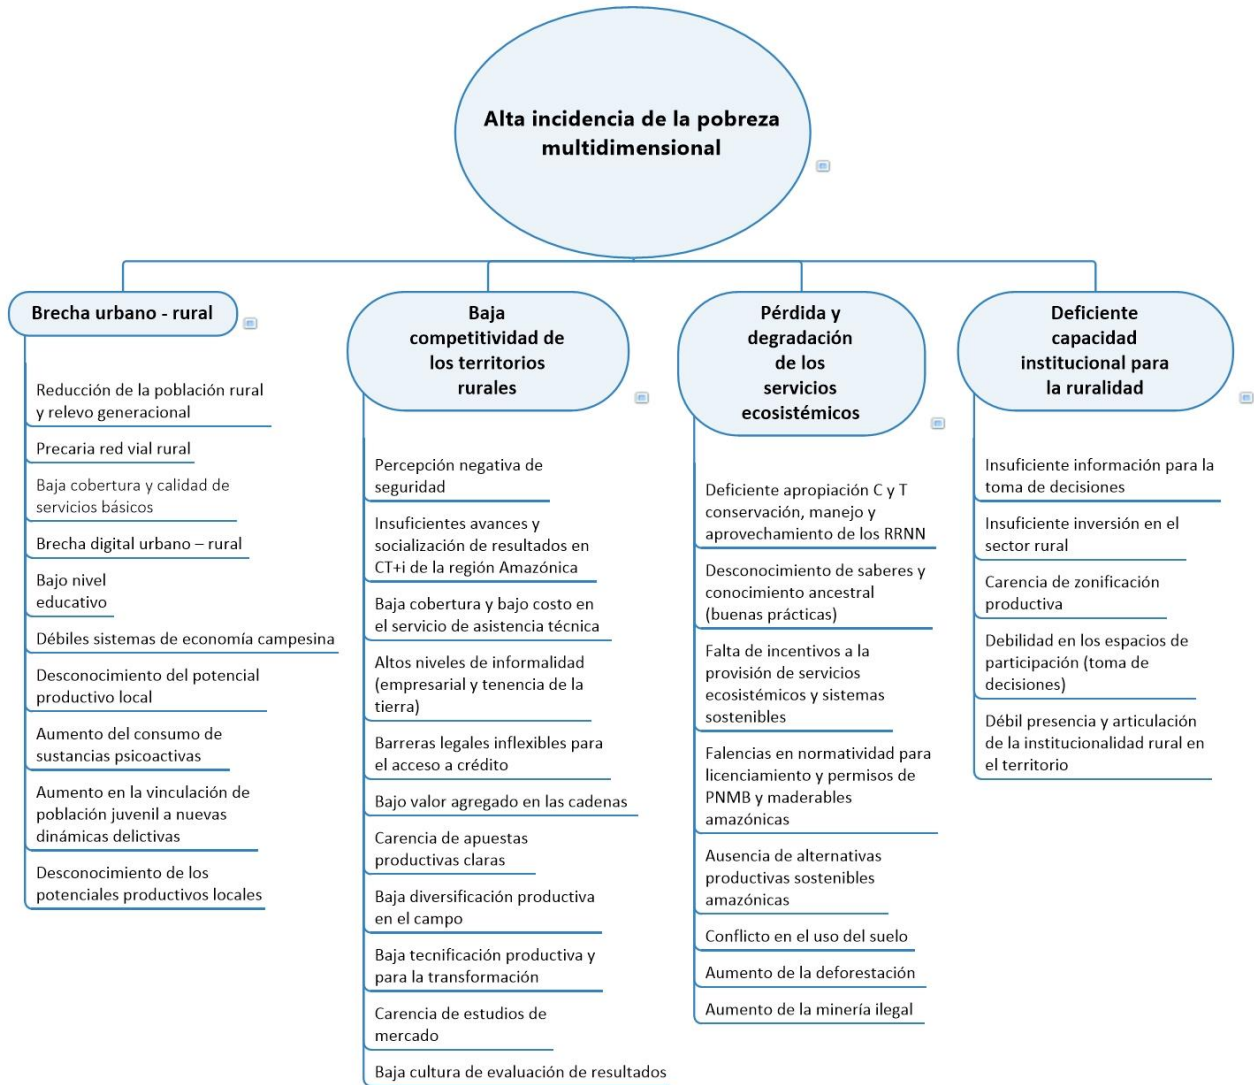 Alta incidencia de la pobreza
multidimensional
Brecha urbano - rural
Reducción de la población rural
y relevo generacional
Precaria red vial rural
Baja cobertura y calidad de
servicios básicos
Brecha digital urbano – rural
Bajo nivel
educativo
Débiles sistemas de economía campesina
Desconocimiento del potencial
productivo local
Aumento del consumo de
sustancias psicoactivas
Aumento en la vinculación de
población juvenil a nuevas
dinámicas delictivas
Desconocimiento de los
potenciales productivos locales
Baja
competitividad de
los territorios
rurales
Percepción negativa de
seguridad
Insuficientes avances y
socialización de resultados en
CT+i de la región Amazónica
Baja cobertura y bajo costo en
el servicio de asistencia técnica
Altos niveles de informalidad
(empresarial y tenencia de la
tierra)
Barreras legales inflexibles para
el acceso a crédito
Bajo valor agregado en las cadenas
Carencia de apuestas
productivas claras
Baja diversificación productiva
en el campo
Baja tecnificación productiva y
para la transformación
Carencia de estudios de
mercado
Baja cultura de evaluación de resultados
Pérdida y
degradación
de los
servicios
ecosistémicos
Deficiente apropiación C y T
conservación, manejo y
aprovechamiento de los RRNN
Desconocimiento de saberes y
conocimiento ancestral
(buenas prácticas)
Falta de incentivos a la
provisión de servicios
ecosistémicos y sistemas
sostenibles
Falencias en normatividad para
licenciamiento y permisos de
PNMB y maderables
amazónicas
Ausencia de alternativas
productivas sostenibles
amazónicas
Conflicto en el uso del suelo
Aumento de la deforestación
Aumento de la minería ilegal
Deficiente
capacidad
institucional para
la ruralidad
Insuficiente información para la
toma de decisiones
Insuficiente inversión en el
sector rural
Carencia de zonificación
productiva
Debilidad en los espacios de
participación (toma de
decisiones)
Débil presencia y articulación
de la institucionalidad rural en
el territorio